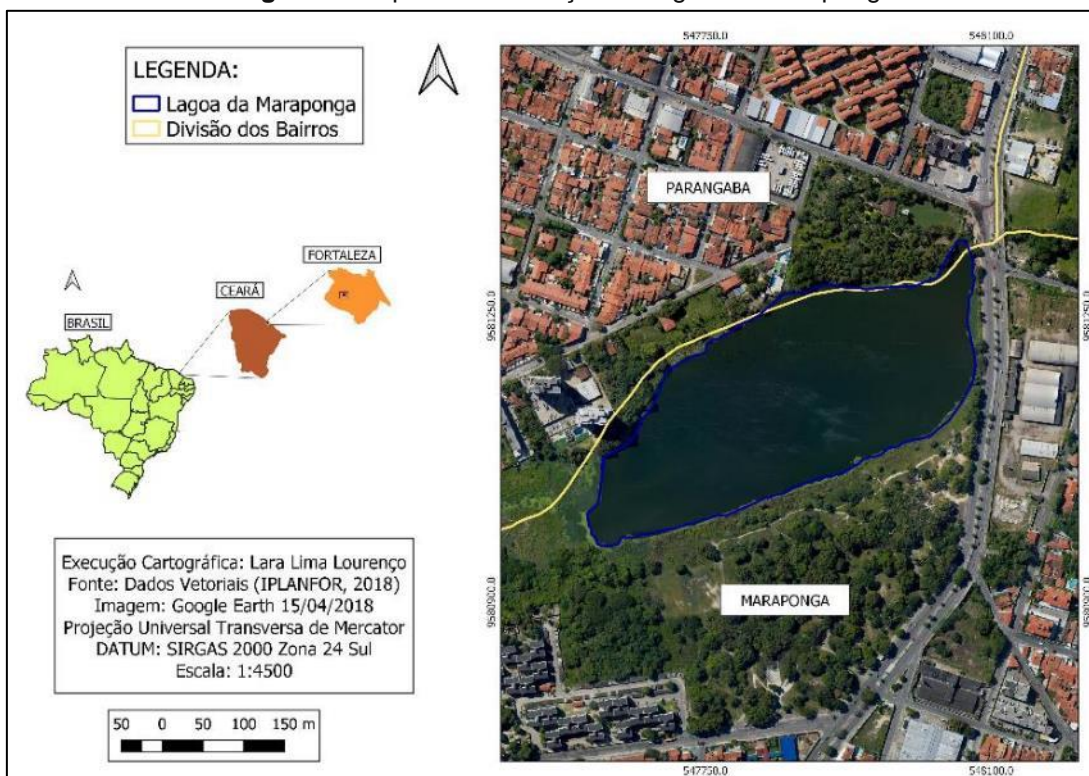 LEGENDA:
Lagoa da Maraponga
Divisão dos Bairros
BRASIL
CEARÁ
FORTALEZA
Execução Cartográfica: Lara Lima Lourenço
Fonte: Dados Vetoriais (IPLANFOR, 2018)
Imagem: Google Earth 15/04/2018
Projeção Universal Transversa de Mercator
DATUM: SIRGAS 2000 Zona 24 Sul
Escala: 1:4500
50 0 50 100 150 m
547750.0 548100.0
9581250.0 9581250.0
PARANGABA
MARAPONGA
9580900.0 9580900.0
547750.0 548100.0